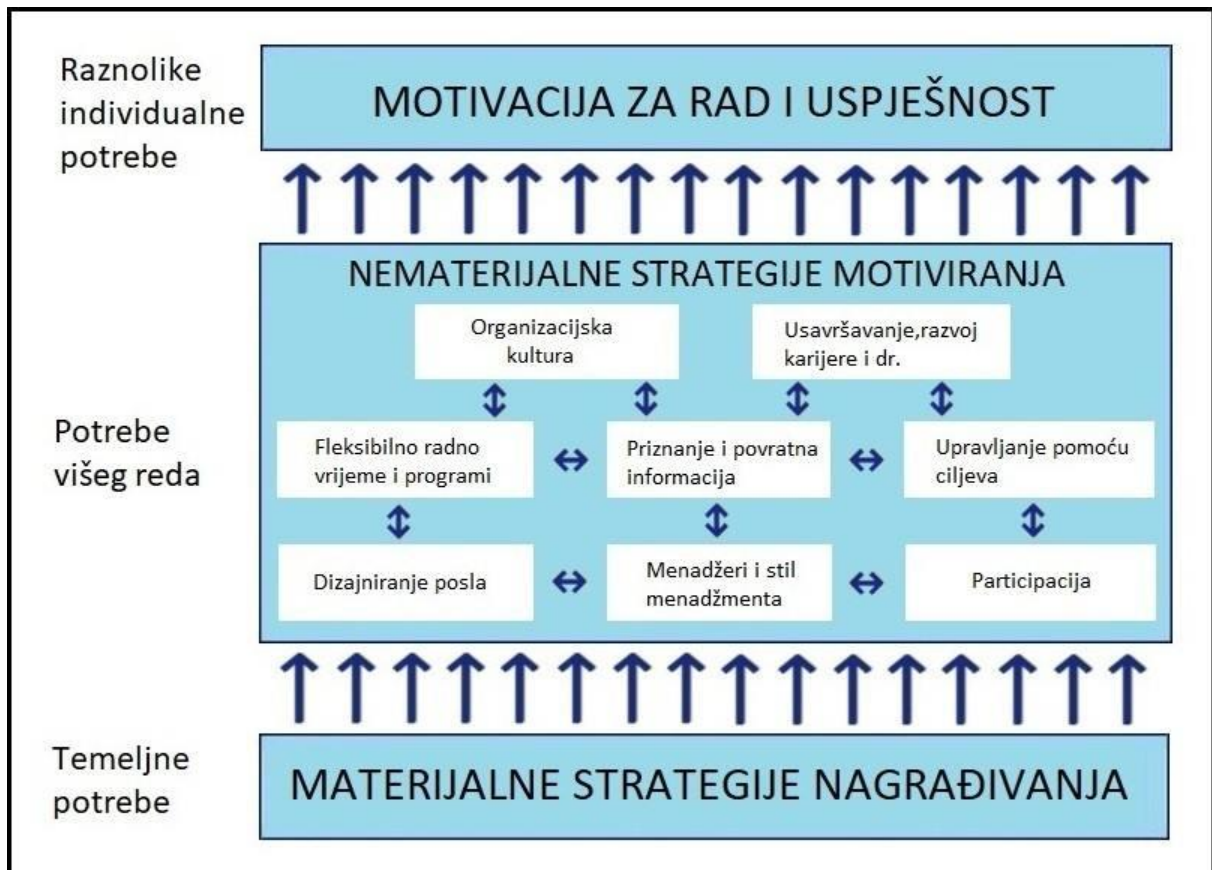 Raznolike
individualne
potrebe
MOTIVACIJA ZA RAD I USPJEŠNOST
NEMATERIJALNE STRATEGIJE MOTIVIRANJA
Organizacijska
kultura
Usavršavanje,razvoj
karijere i dr.
Potrebe
višeg reda
Fleksibilno radno
vrijeme i programi
Priznanje i povratna
informacija
Upravljanje pomoću
ciljeva
Dizajniranje posla
Menadžeri i stil
menadžmenta
Participacija
Temeljne
potrebe
MATERIJALNE STRATEGIJE NAGRAĐIVANJA